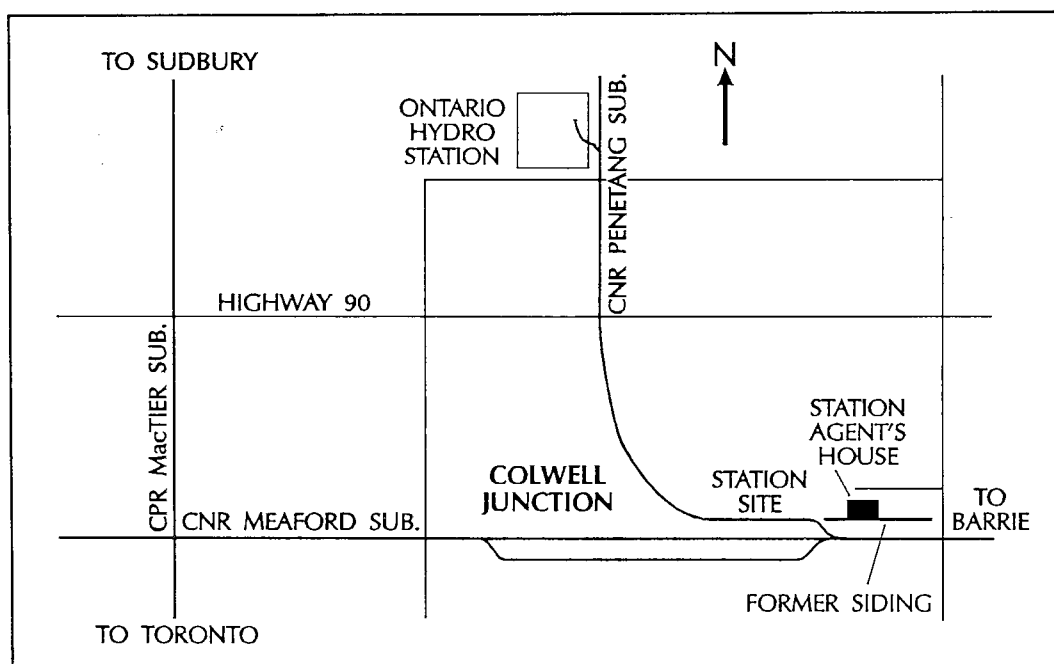 TO SUDBURY
N
ONTARIO
HYDRO
STATION
CNR PENETANG SUB.
HIGHWAY 90
CPR MacTIER SUB.
STATION
AGENT'S
HOUSE
COLWELL
JUNCTION
STATION
SITE
TO
BARRIE
CNR MEAFORD SUB.
FORMER SIDING
TO TORONTO